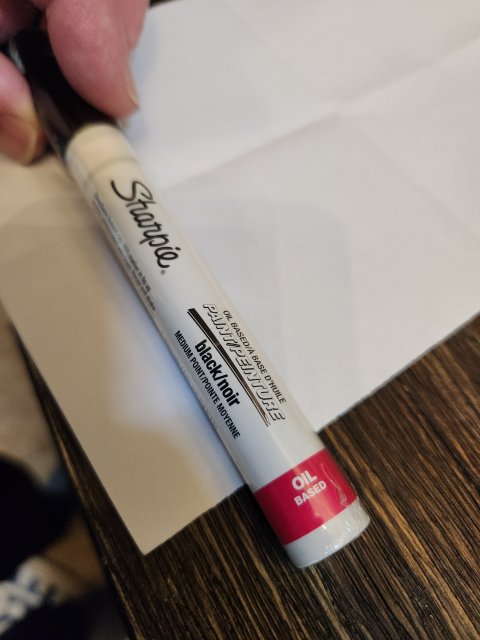 Sharpie®
OIL BASED/À BASE D'HUILE
PAINT/PEINTURE
black/noir
MEDIUM POINT/POINTE MOYENNE
OIL
BASED